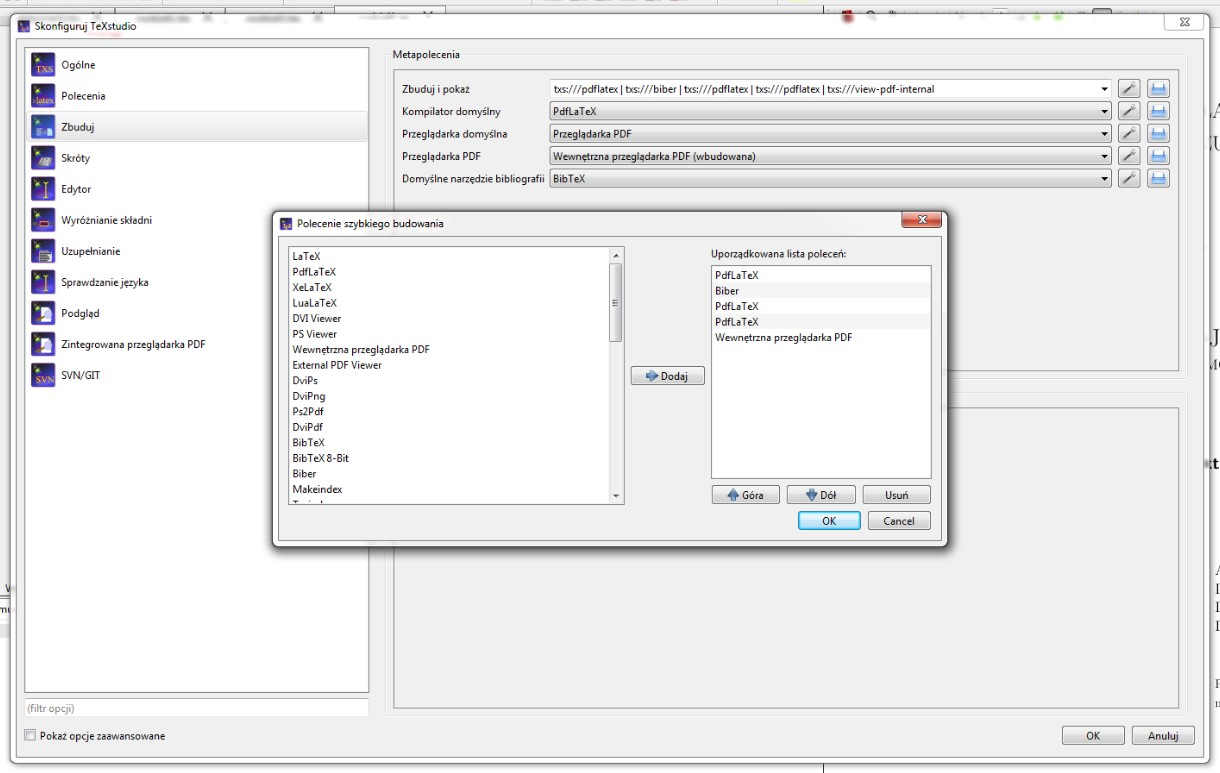 Skonfiguruj TeXstudio
Ogólne
Polecenia
Zbuduj
Skróty
Edytor
Wyróżnianie składni
Uzupełnianie
Sprawdzanie języka
Podgląd
Zintegrowana przeglądarka PDF
SVN/GIT
(filtr opcji)
Pokaż opcje zaawansowane
Metapolecenia
Zbuduj i pokaż txs:///pdflatex | txs:///biber | txs:///pdflatex | txs:///pdflatex | txs:///view-pdf-internal
Kompilator domyślny PdfLaTeX
Przeglądarka domyślna Przeglądarka PDF
Przeglądarka PDF Wewnętrzna przeglądarka PDF (wbudowana)
Domyślne narzędzie bibliografii BibTeX
Polecenie szybkiego budowania
LaTeX
PdfLaTeX
XeLaTeX
LuaLaTeX
DVI Viewer
PS Viewer
Wewnętrzna przeglądarka PDF
External PDF Viewer
DviPs
DviPng
Ps2Pdf
DviPdf
BibTeX
BibTeX 8-Bit
Biber
Makeindex
Dodaj
Uporządkowana lista poleceń:
PdfLaTeX
Biber
PdfLaTeX
PdfLaTeX
Wewnętrzna przeglądarka PDF
Góra Dół Usuń
OK Cancel
OK Anuluj